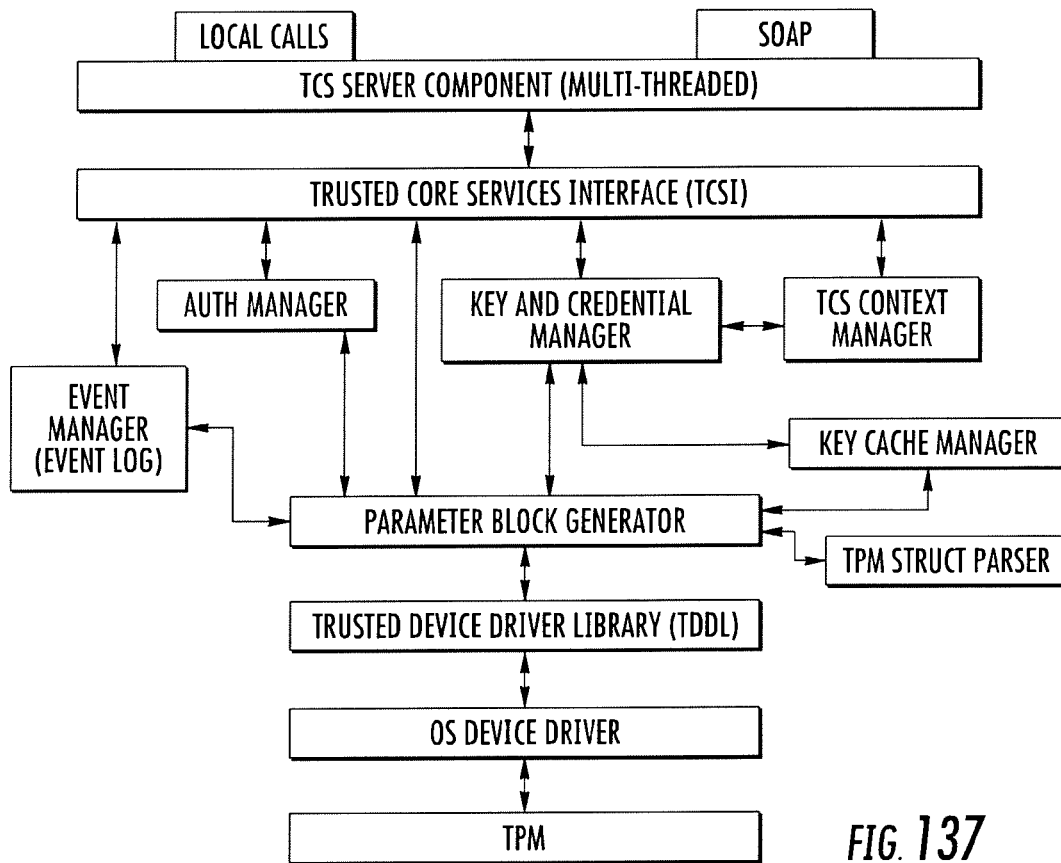 LOCAL CALLS
SOAP
TCS SERVER COMPONENT (MULTI-THREADED)
TRUSTED CORE SERVICES INTERFACE (TCSI)
AUTH MANAGER
KEY AND CREDENTIAL
MANAGER
TCS CONTEXT
MANAGER
EVENT
MANAGER
(EVENT LOG)
KEY CACHE MANAGER
PARAMETER BLOCK GENERATOR
TPM STRUCT PARSER
TRUSTED DEVICE DRIVER LIBRARY (TDDL)
OS DEVICE DRIVER
TPM
FIG. 137